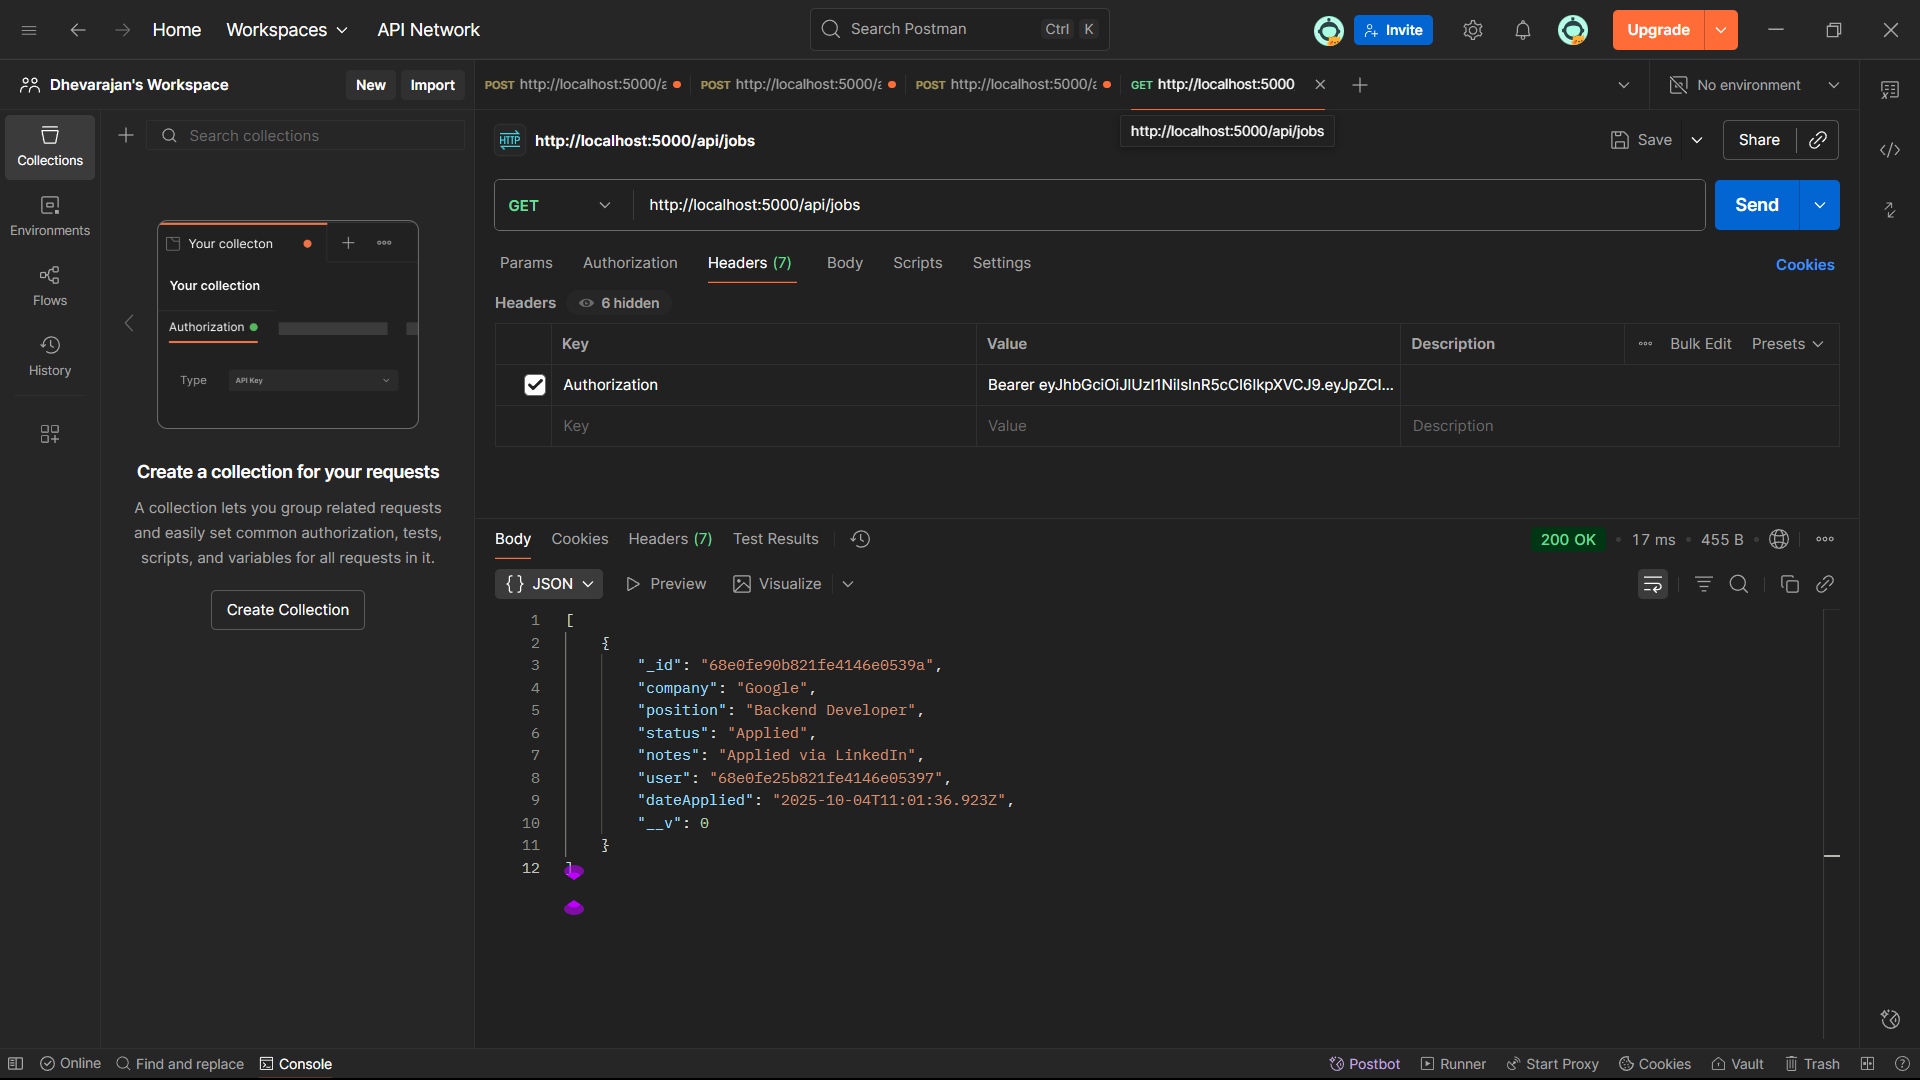 Home
Workspaces
API Network
Search Postman
Ctrl K
Invite
Upgrade
Dhevarajan's Workspace
New
Import
POST http://localhost:5000/a
POST http://localhost:5000/a
POST http://localhost:5000/a
GET http://localhost:5000
No environment
http://localhost:5000/api/jobs
Collections
Environments
Flows
History
Search collections
Your collecton
Your collection
Authorization
Type
API Key
Create a collection for your requests
A collection lets you group related requests
and easily set common authorization, tests,
scripts, and variables for all requests in it.
Create Collection
HTTP
http://localhost:5000/api/jobs
Save
Share
GET
http://localhost:5000/api/jobs
Send
Params
Authorization
Headers (7)
Body
Scripts
Settings
Cookies
Headers
6 hidden
Key
Value
Description
Bulk Edit
Presets
Authorization
Bearer eyJhbGciOiJIUzI1NiIsInR5cCI6IkpXVCJ9.eyJpZCI...
Key
Value
Description
Body
Cookies
Headers (7)
Test Results
200 OK
17 ms
455 B
{} JSON
Preview
Visualize
1 [
2 {
3 "_id": "68e0fe90b821fe4146e0539a",
4 "company": "Google",
5 "position": "Backend Developer",
6 "status": "Applied",
7 "notes": "Applied via LinkedIn",
8 "user": "68e0fe25b821fe4146e05397",
9 "dateApplied": "2025-10-04T11:01:36.923Z",
10 "__v": 0
11 }
12 ]
Online
Find and replace
Console
Postbot
Runner
Start Proxy
Cookies
Vault
Trash